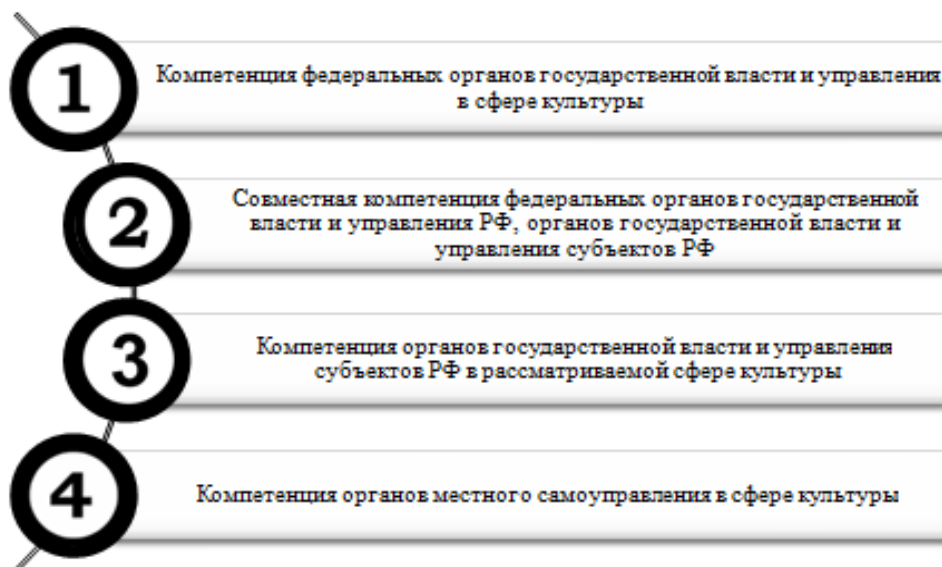 1
Компетенция федеральных органов государственной власти и управления
в сфере культуры
2
Совместная компетенция федеральных органов государственной
власти и управления РФ, органов государственной власти и
управления субъектов РФ
3
Компетенция органов государственной власти и управления
субъектов РФ в рассматриваемой сфере культуры
4
Компетенция органов местного самоуправления в сфере культуры